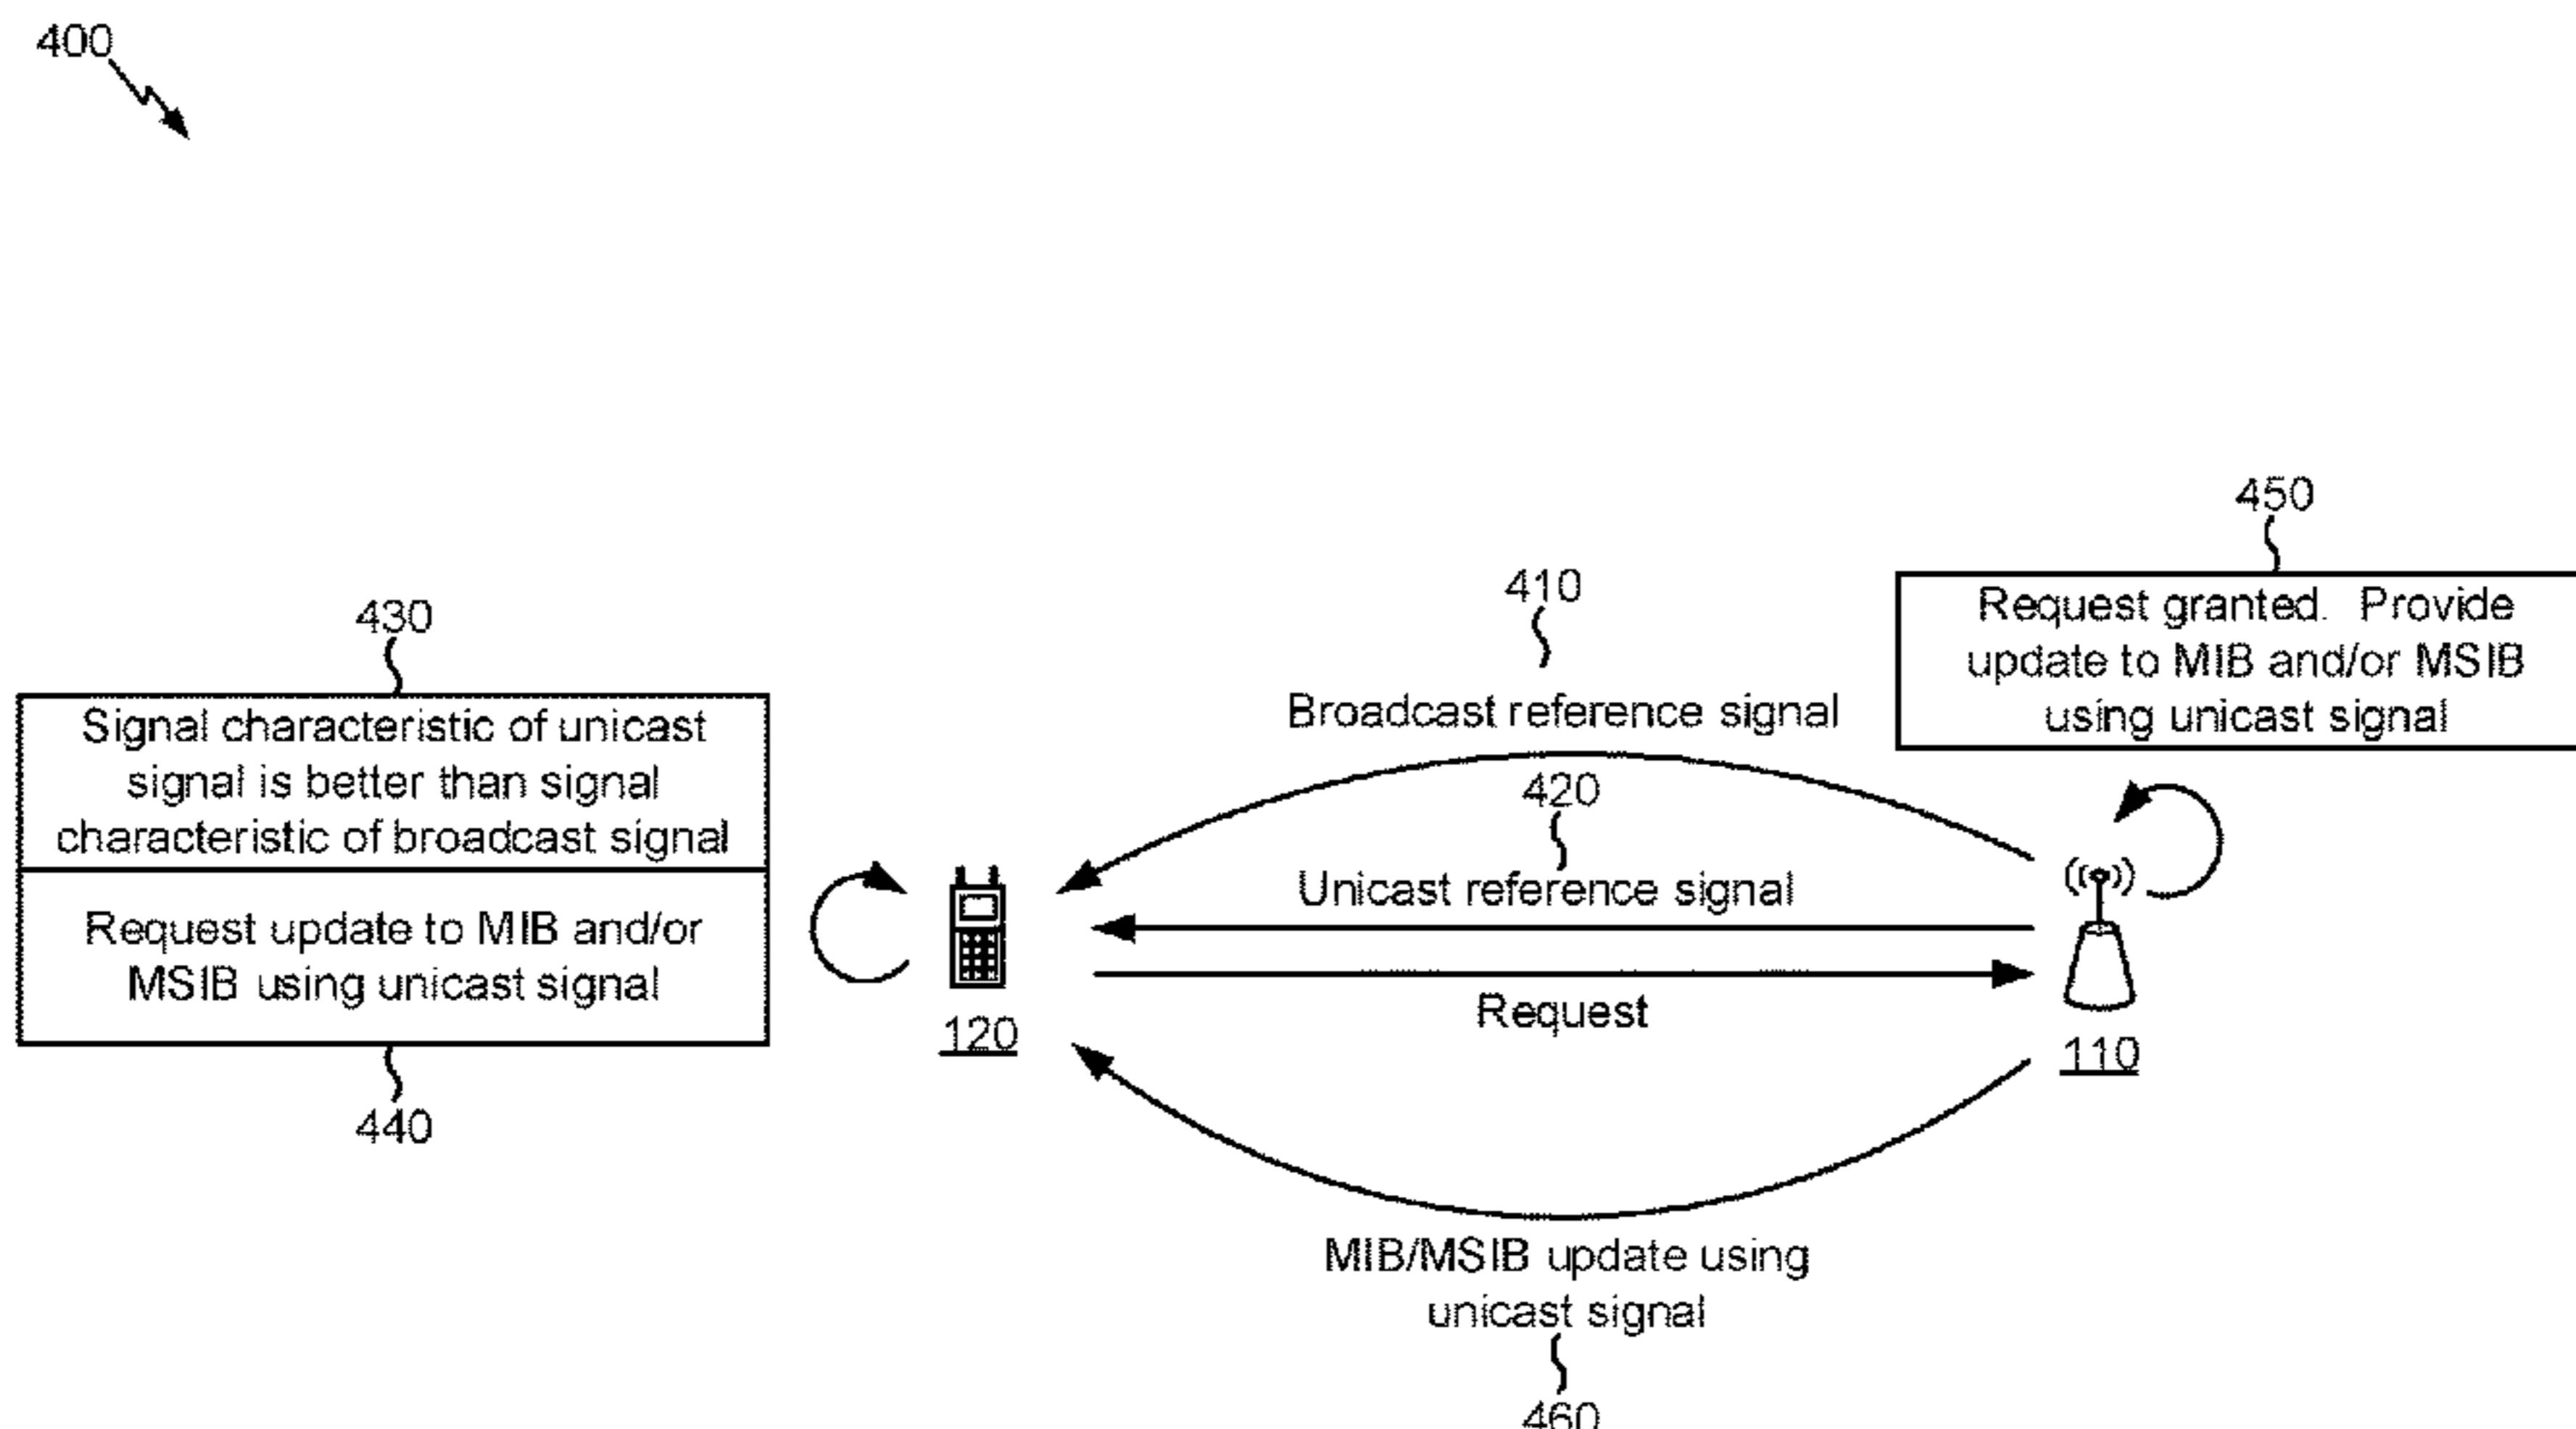 400
450
410
Request granted. Provide
update to MIB and/or MSIB
using unicast signal
430
Broadcast reference signal
Signal characteristic of unicast
signal is better than signal
characteristic of broadcast signal
420
Unicast reference signal
Request update to MIB and/or
MSIB using unicast signal
Request
120
110
440
MIB/MSIB update using
unicast signal
460